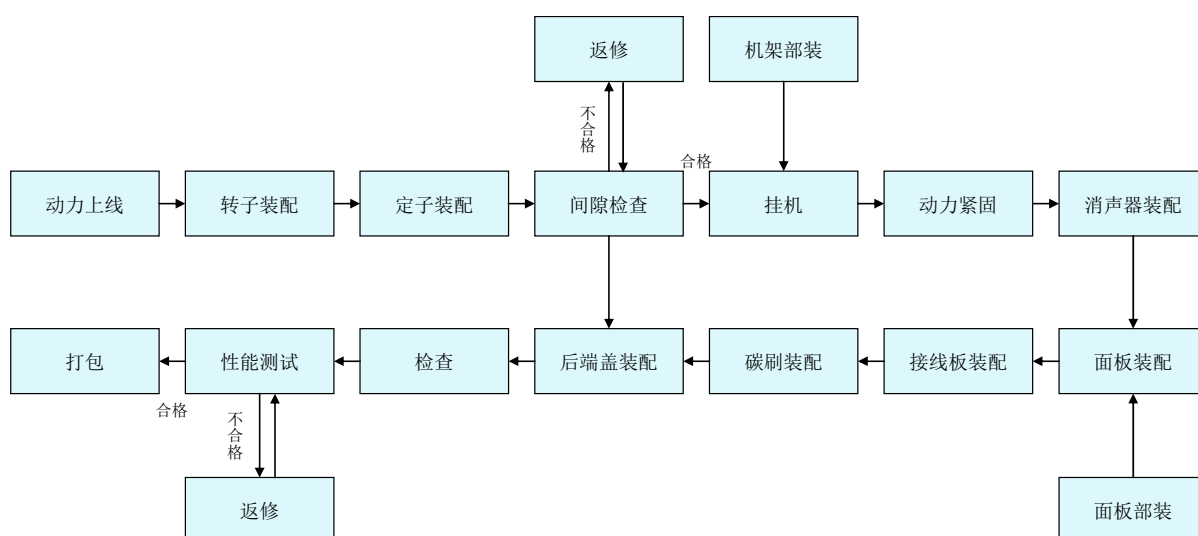 返修
机架部装
不合格
合格
动力上线
转子装配
定子装配
间隙检查
挂机
动力紧固
消声器装配
打包
性能测试
检查
后端盖装配
碳刷装配
接线板装配
面板装配
合格
不合格
返修
面板部装